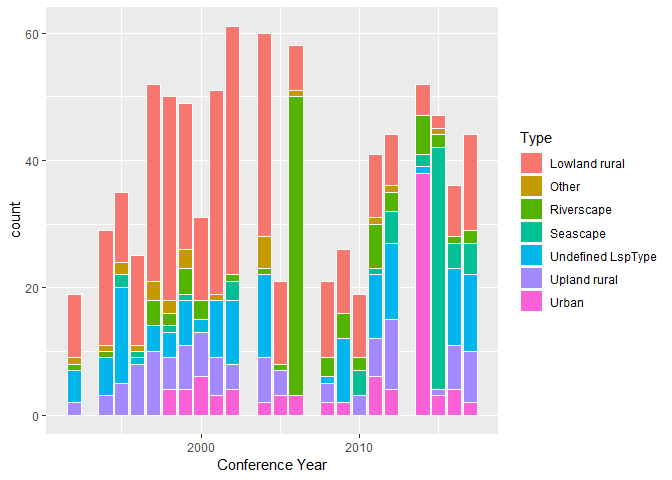 60
40
20
0
count
2000
2010
Conference Year
Type
Lowland rural
Other
Riverscape
Seascape
Undefined LspType
Upland rural
Urban